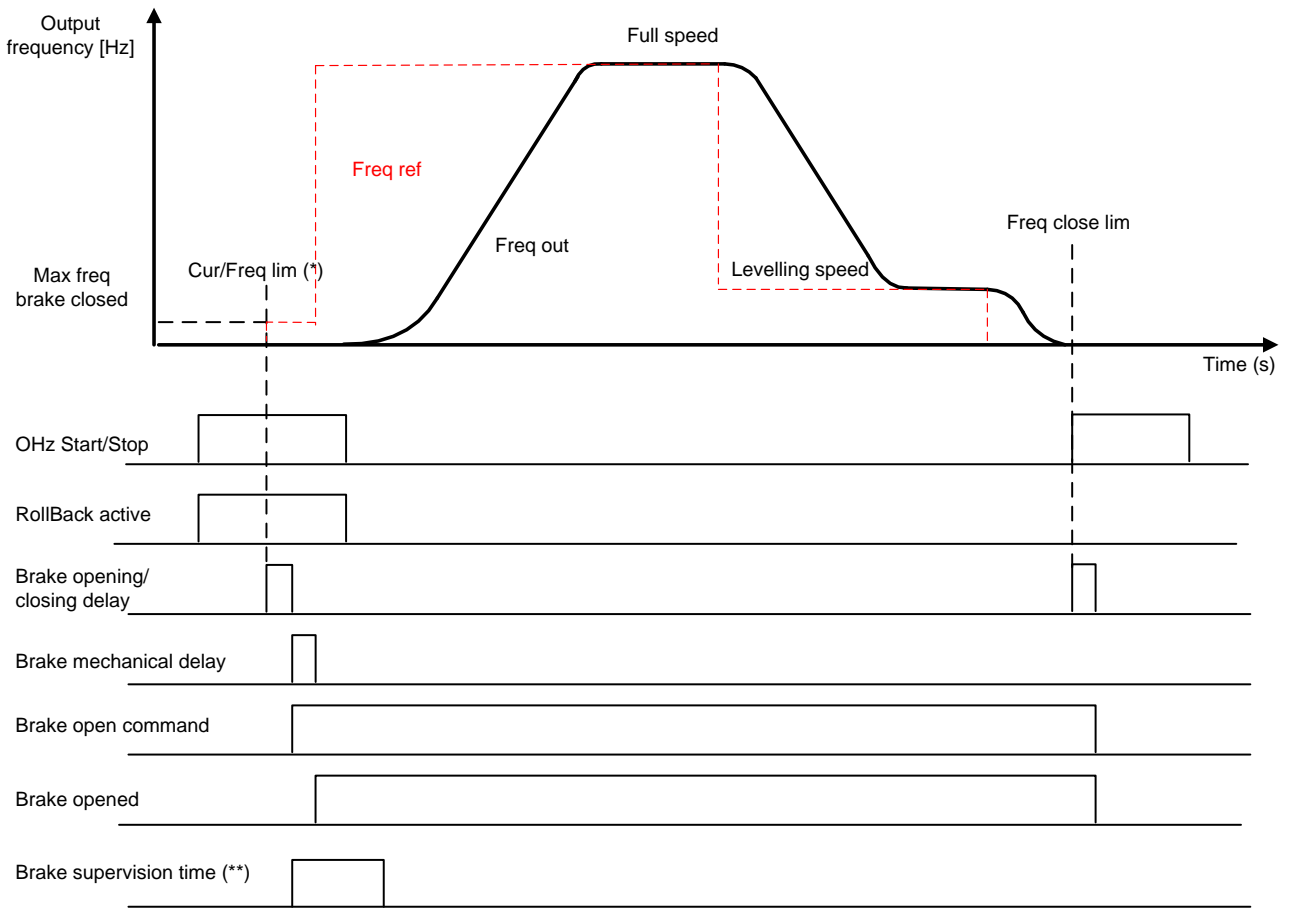 Output
frequency [Hz]
Full speed
Freq ref
Freq close lim
Freq out
Cur/Freq lim (*)
Levelling speed
Max freq
brake closed
Time (s)
OHz Start/Stop
RollBack active
Brake opening/
closing delay
Brake mechanical delay
Brake open command
Brake opened
Brake supervision time (**)